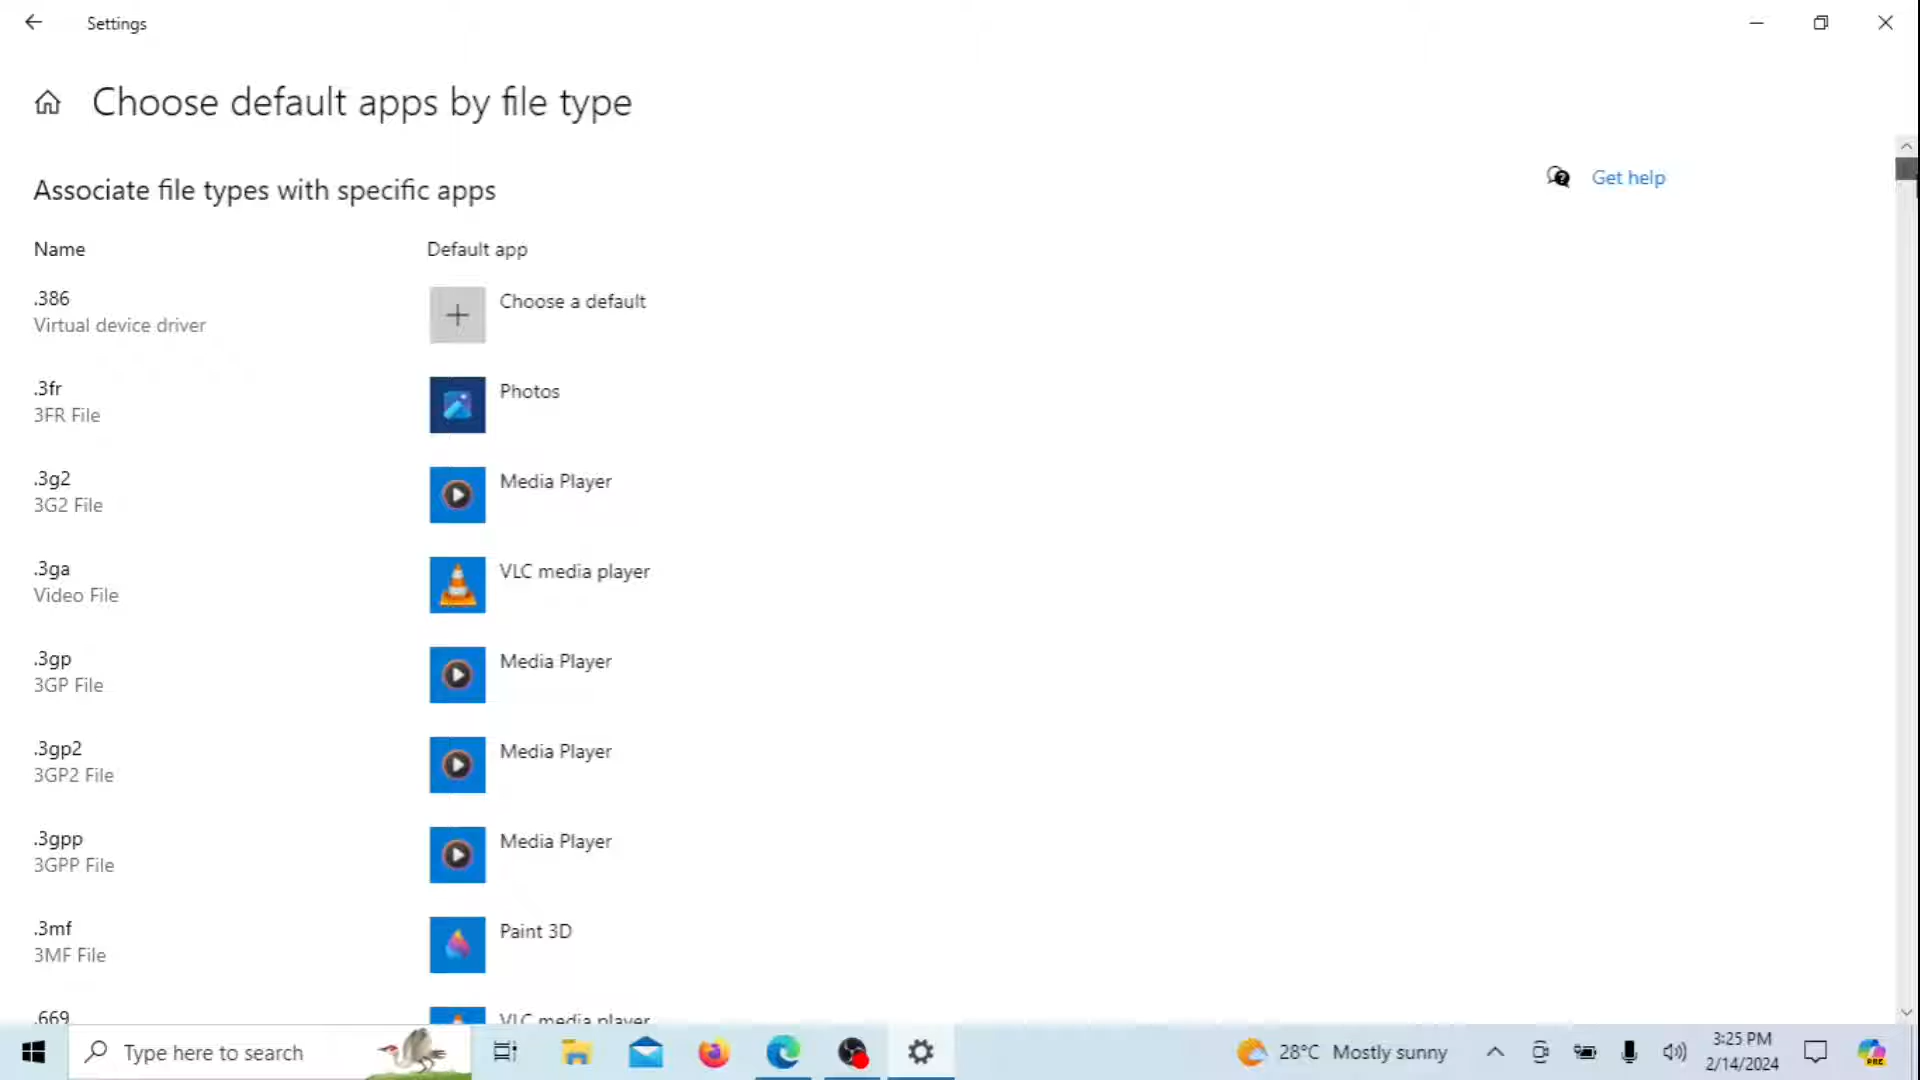 Settings
Choose default apps by file type
Associate file types with specific apps
Get help
Name
Default app
.386
Virtual device driver
Choose a default
.3fr
3FR File
Photos
.3g2
3G2 File
Media Player
.3ga
Video File
VLC media player
.3gp
3GP File
Media Player
.3gp2
3GP2 File
Media Player
.3gpp
3GPP File
Media Player
.3mf
3MF File
Paint 3D
.669
VLC media player
Type here to search
28°C Mostly sunny
3:25 PM
2/14/2024
PRE